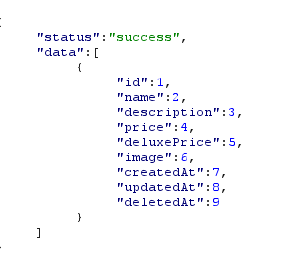 "status":"success",
"data":[
{
"id":1,
"name":2,
"description":3,
"price":4,
"deluxePrice":5,
"image":6,
"createdAt":7,
"updatedAt":8,
"deletedAt":9
}
]